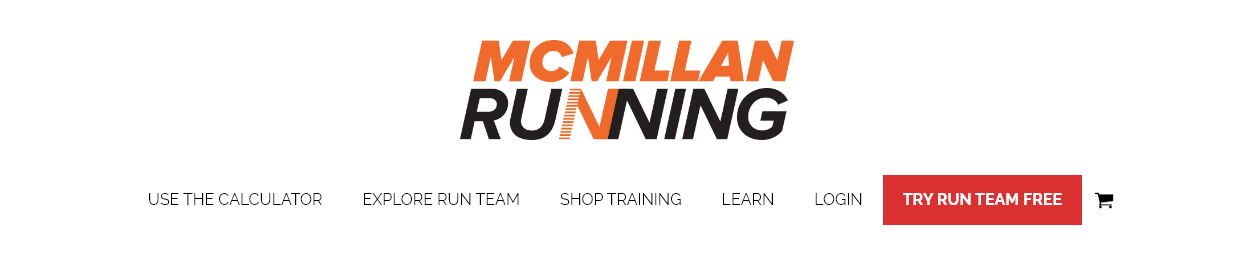 MCMILLAN
RUNNING
USE THE CALCULATOR EXPLORE RUN TEAM SHOP TRAINING LEARN LOGIN TRY RUN TEAM FREE